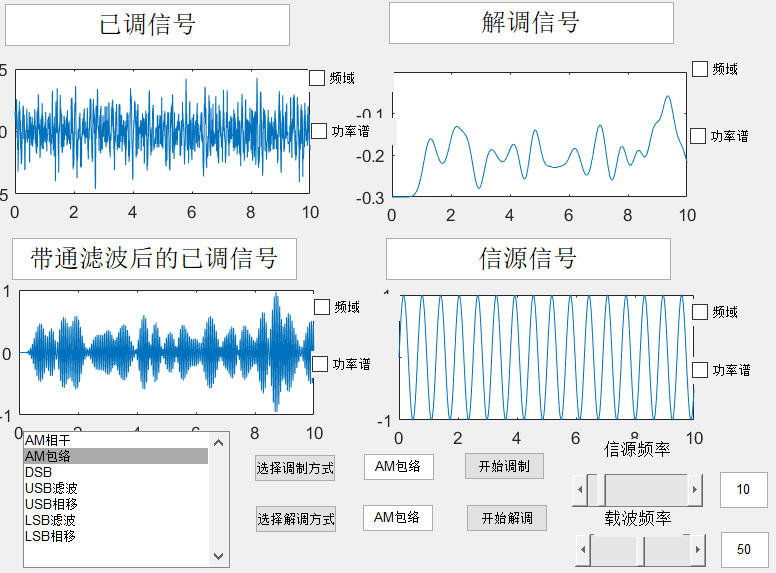 已调信号
解调信号
5
0
5
0 2 4 6 8 10
频域
功率谱
-0.1
-0.2
-0.3
0 2 4 6 8 10
频域
功率谱
带通滤波后的已调信号
信源信号
1
0
-1
10
频域
功率谱
-1
0 2 4 6 8 10
频域
功率谱
AM相干
AM包络
DSB
USB滤波
USB相移
LSB滤波
LSB相移
选择调制方式
AM包络
开始调制
选择解调方式
AM包络
开始解调
信源频率
10
载波频率
50